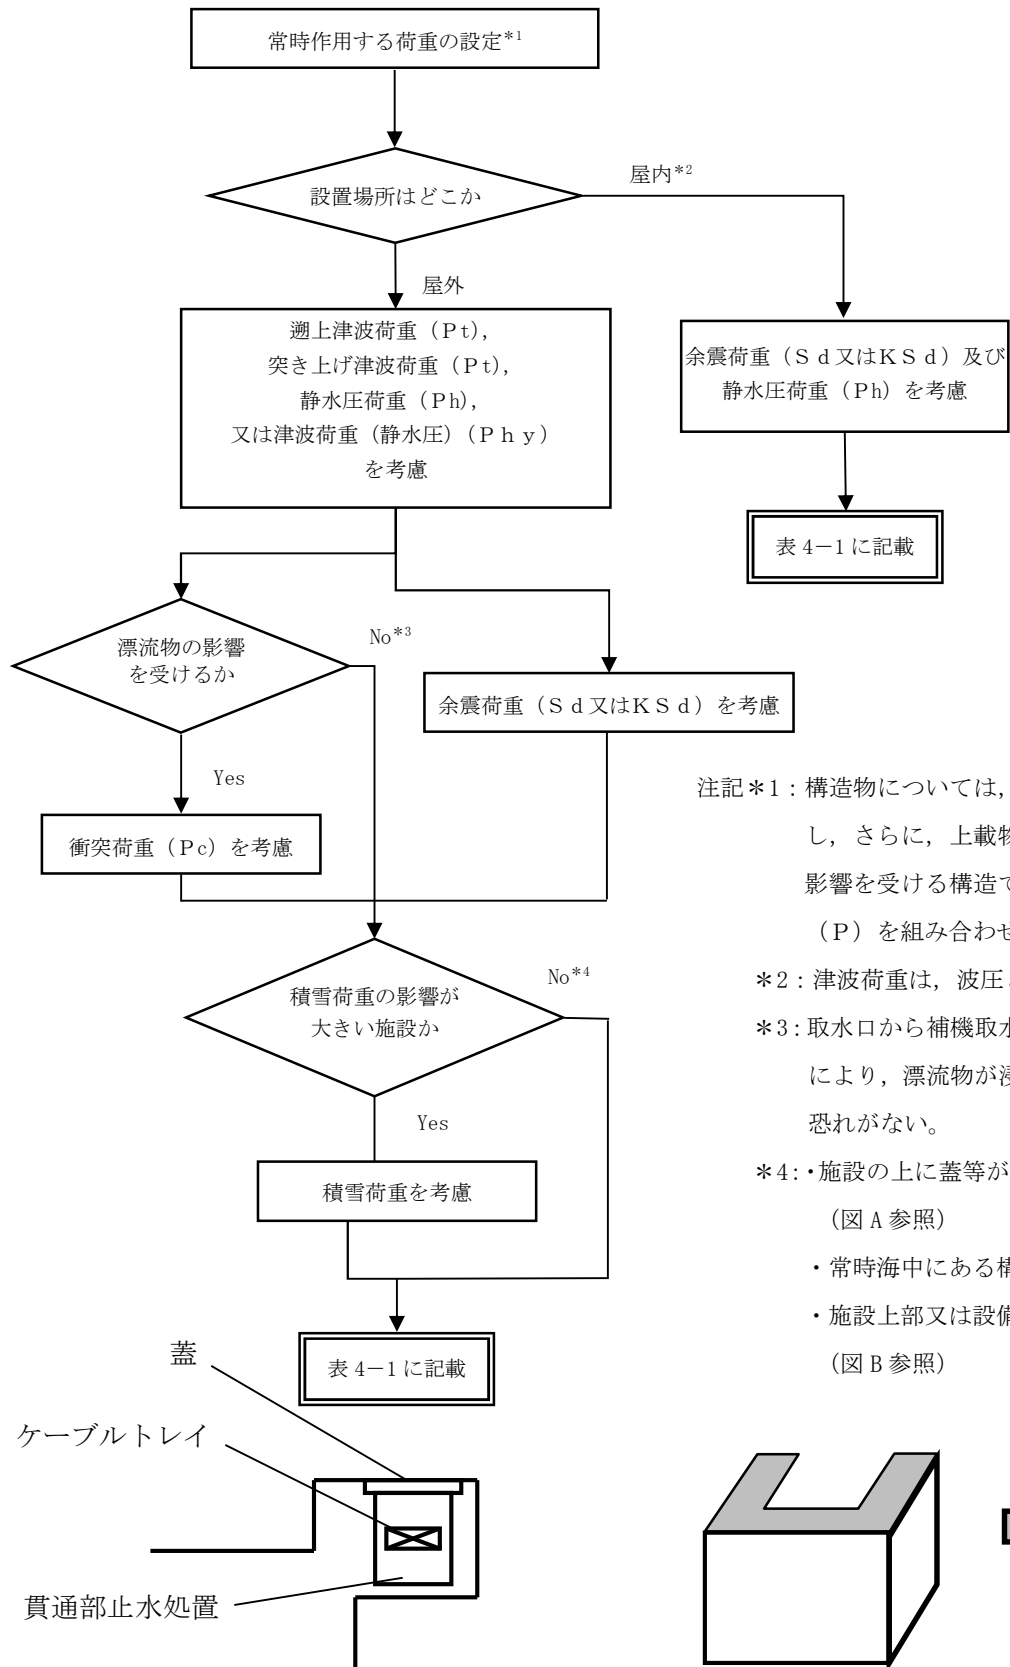 常時作用する荷重の設定*1
設置場所はどこか
屋内*2
屋外
遡上津波荷重（Pt），
突き上げ津波荷重（Pt），
静水圧荷重（Ph），
又は津波荷重（静水圧）（Ｐｈｙ）
を考慮
余震荷重（Ｓｄ又はＫＳｄ）及び
静水圧荷重（Ph）を考慮
表 4－1 に記載
漂流物の影響
を受けるか
No*3
余震荷重（Ｓｄ又はＫＳｄ）を考慮
Yes
衝突荷重（Pc）を考慮
積雪荷重の影響が
大きい施設か
No*4
Yes
積雪荷重を考慮
表 4－1 に記載
注記＊1：構造物については，
し，さらに，上載物
影響を受ける構造で
（Ｐ）を組み合わせ
＊2：津波荷重は，波圧
＊3：取水口から補機取水
により，漂流物が浸
恐れがない。
＊4：・施設の上に蓋等が
（図 A 参照）
・常時海中にある構
・施設上部又は設備
（図 B 参照）
蓋
ケーブルトレイ
貫通部止水処置